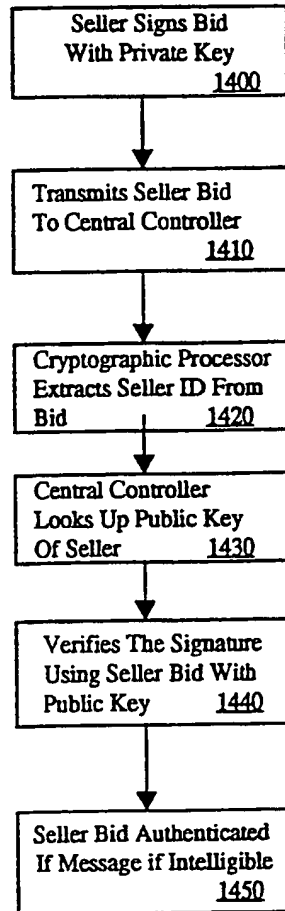 Seller Signs Bid
With Private Key
1400
Transmits Seller Bid
To Central Controller
1410
Cryptographic Processor
Extracts Seller ID From
Bid 1420
Central Controller
Looks Up Public Key
Of Seller 1430
Verifies The Signature
Using Seller Bid With
Public Key 1440
Seller Bid Authenticated
If Message if Intelligible
1450